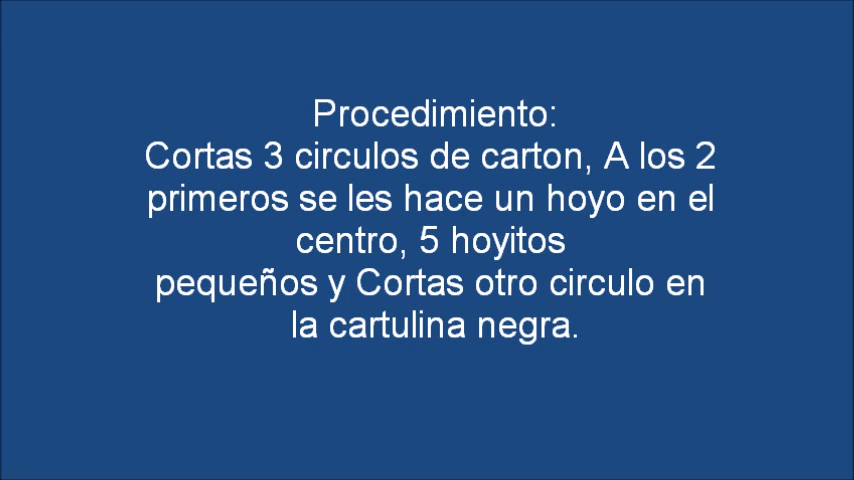 Procedimiento:
Cortas 3 circulos de carton, A los 2
primeros se les hace un hoyo en el
centro, 5 hoyitos
pequeños y Cortas otro circulo en
la cartulina negra.